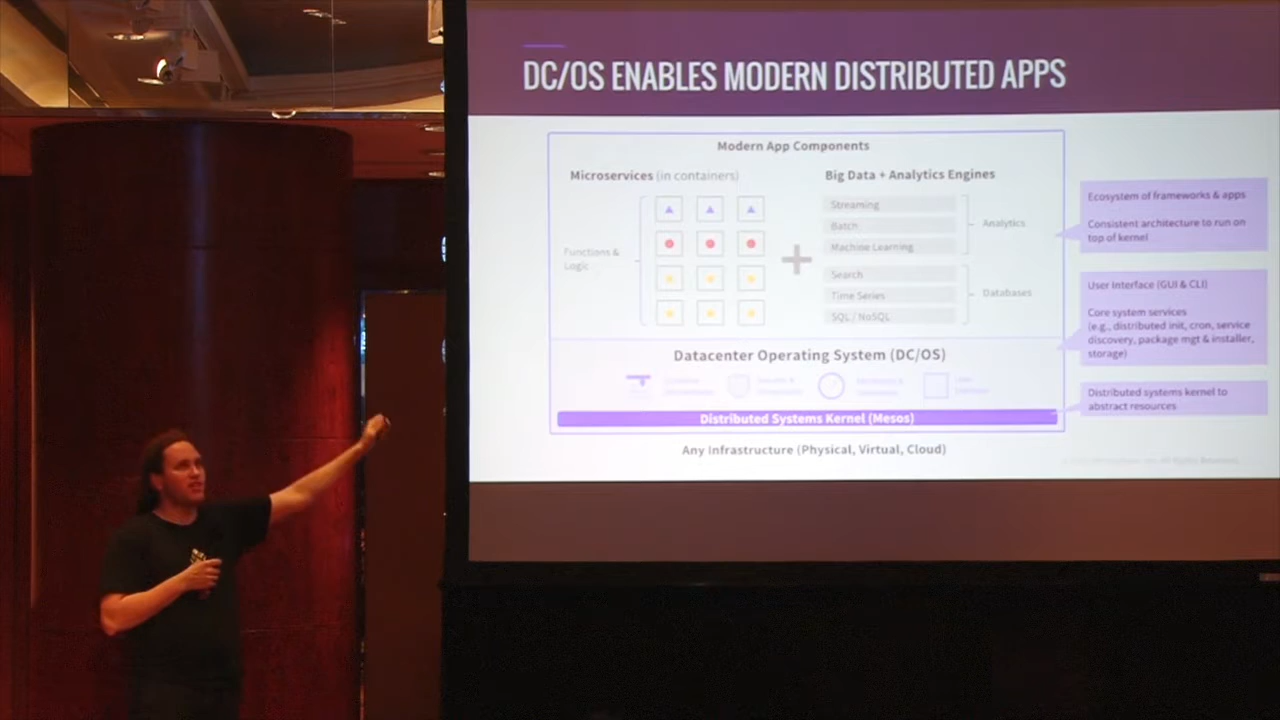 DC/OS ENABLES MODERN DISTRIBUTED APPS
Modern App Components
Microservices (in containers)
Big Data + Analytics Engines
Functions &
Logic
Streaming
Batch
Machine Learning
Analytics
Search
Time Series
SQL / NoSQL
Databases
Datacenter Operating System (DC/OS)
Distributed Systems Kernel (Mesos)
Any Infrastructure (Physical, Virtual, Cloud)
Ecosystem of frameworks & apps
Consistent architecture to run on
top of kernel
User Interface (GUI & CLI)
Core system services
(e.g., distributed init, cron, service
discovery, package mgt & installer,
storage)
Distributed systems kernel to
abstract resources